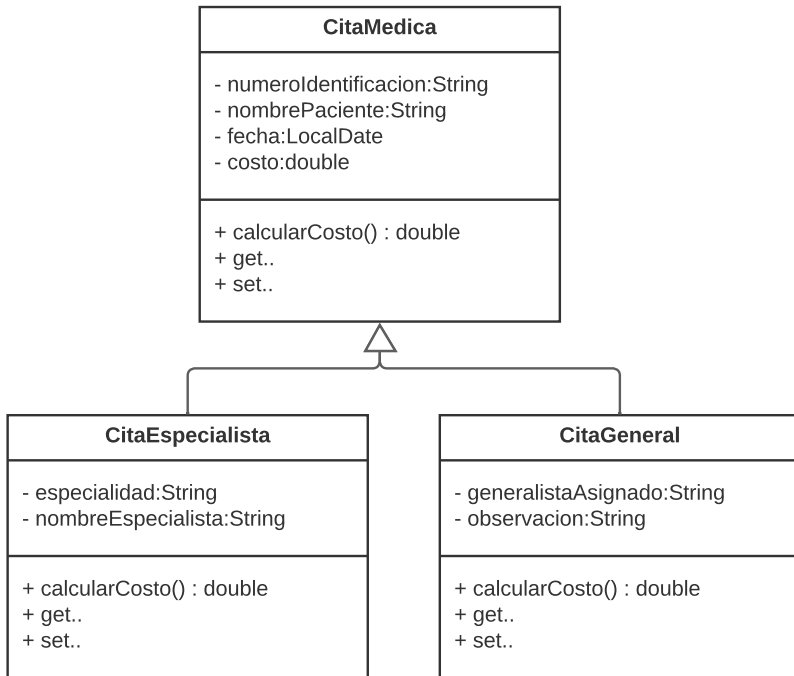 CitaMedica
- numeroIdentificacion:String
- nombrePaciente:String
- fecha:LocalDate
- costo:double
+ calcularCosto() : double
+ get..
+ set..
CitaEspecialista
- especialidad:String
- nombreEspecialista:String
+ calcularCosto() : double
+ get..
+ set..
CitaGeneral
- generalistaAsignado:String
- observacion:String
+ calcularCosto() : double
+ get..
+ set..